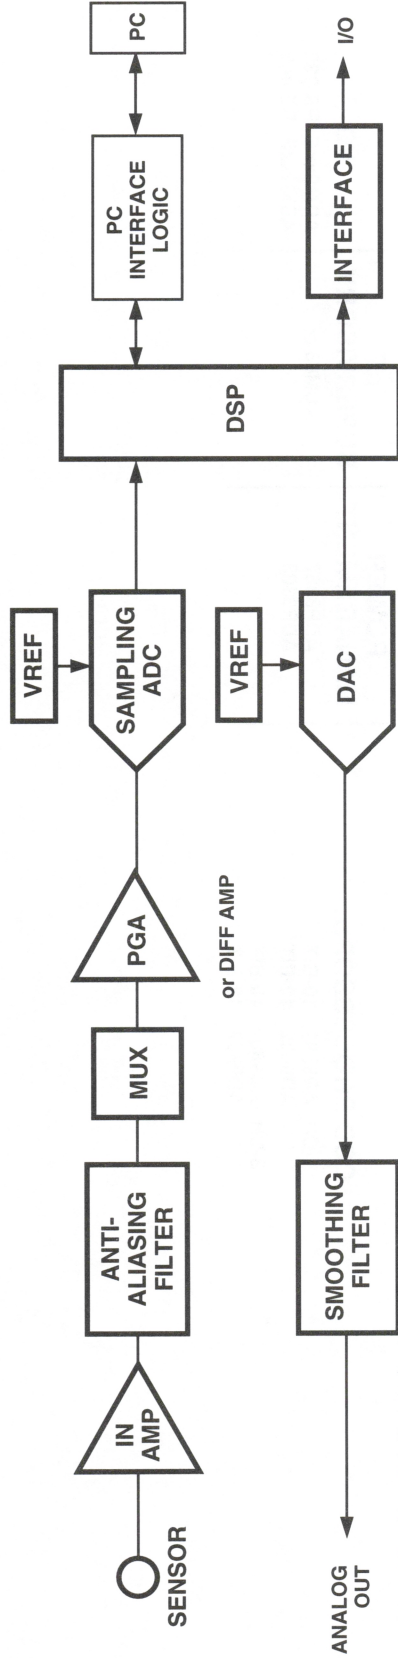 SENSOR
IN
AMP
ANTI-
ALIASING
FILTER
MUX
PGA
or DIFF AMP
VREF
SAMPLING
ADC
DSP
PC
INTERFACE
LOGIC
PC
ANALOG
OUT
SMOOTHING
FILTER
VREF
DAC
INTERFACE
I/O